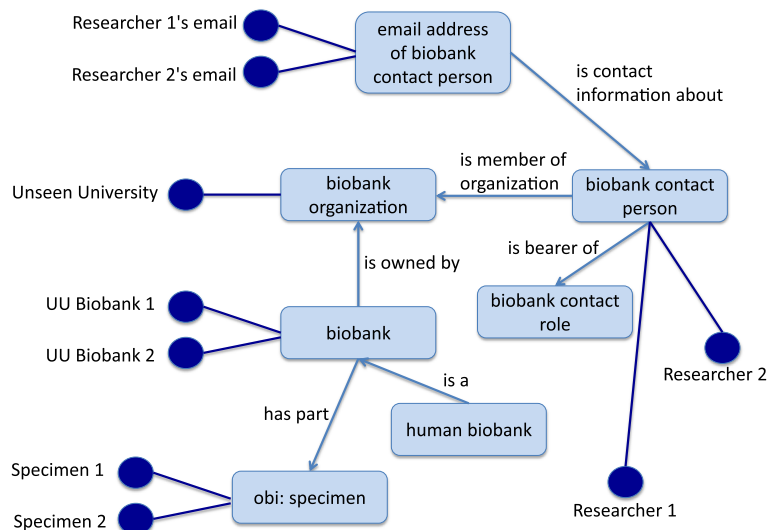 Researcher 1's email
Researcher 2's email
email address
of biobank
contact person
is contact
information about
Unseen University
biobank
organization
is member of
organization
biobank contact
person
is owned by
is bearer of
UU Biobank 1
UU Biobank 2
biobank
biobank contact
role
Researcher 2
has part
is a
human biobank
Specimen 1
Specimen 2
obi: specimen
Researcher 1